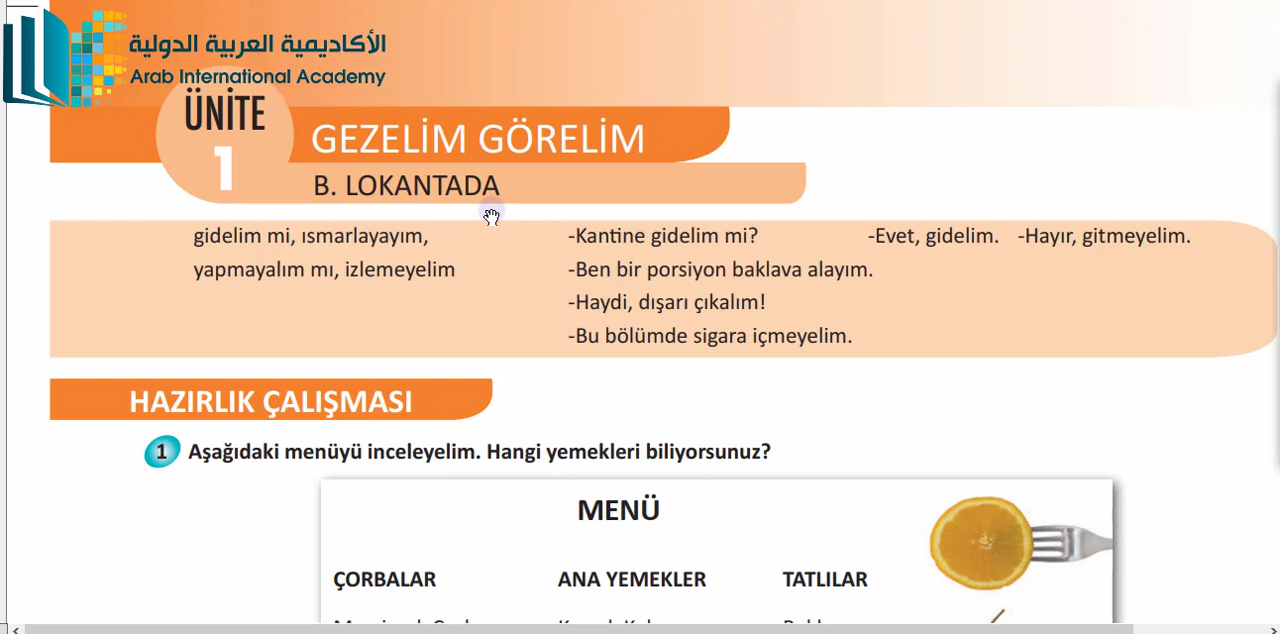 الأكاديمية العربية الدولية
Arab International Academy
ÜNİTE
1
GEZELİM GÖRELİM
B. LOKANTADA
gidelim mi, ısmarlayayım,
yapmayalım mı, izlemeyelim
-Kantine gidelim mi? -Evet, gidelim. -Hayır, gitmeyelim.
-Ben bir porsiyon baklava alayım.
-Haydi, dışarı çıkalım!
-Bu bölümde sigara içmeyelim.
HAZIRLIK ÇALIŞMASI
1 Aşağıdaki menüyü inceleyelim. Hangi yemekleri biliyorsunuz?
MENÜ
ÇORBALAR ANA YEMEKLER TATLILAR